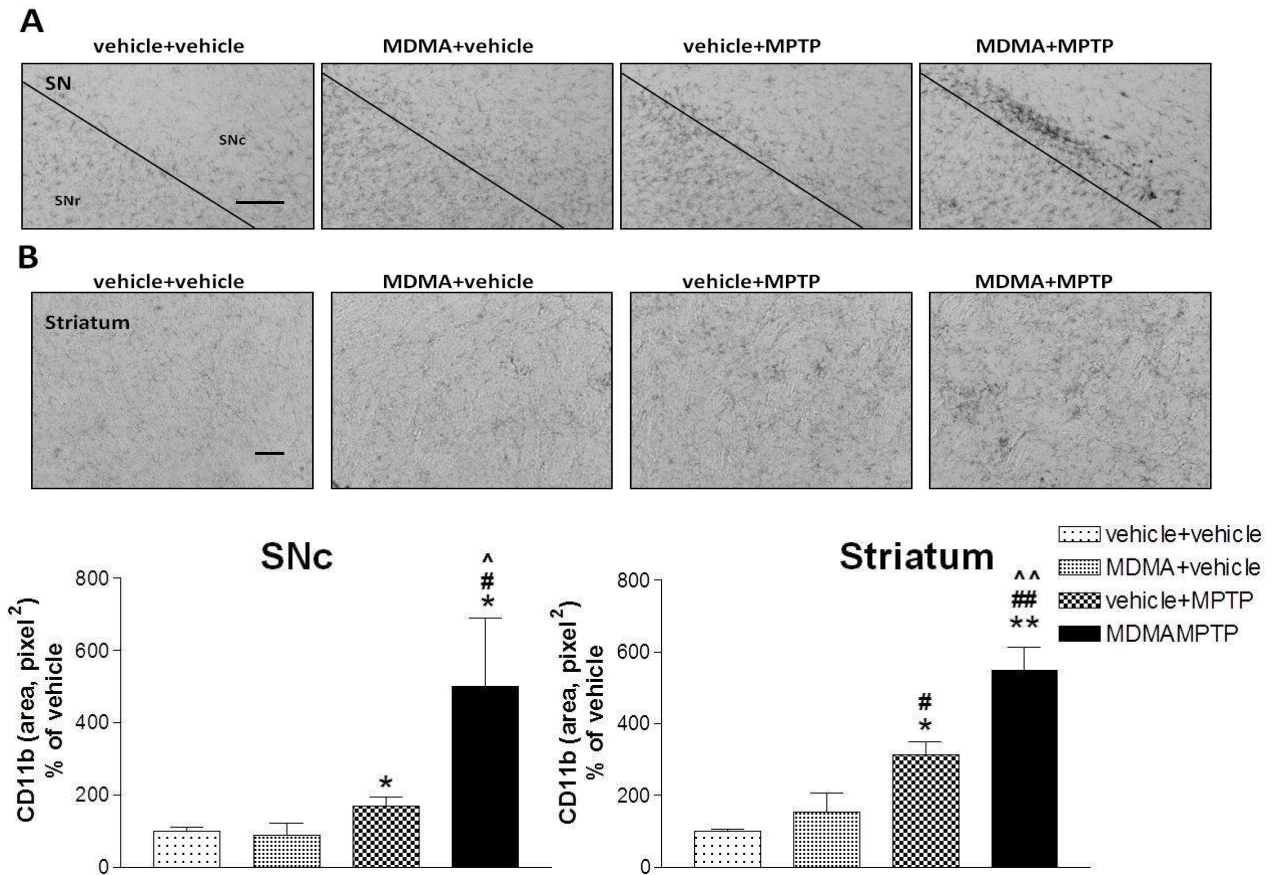 A
vehicle+vehicle MDMA+vehicle vehicle+MPTP MDMA+MPTP
SN
SNc
SNr
B
vehicle+vehicle MDMA+vehicle vehicle+MPTP MDMA+MPTP
Striatum
SNc
CD11b (area, pixel²)
% of vehicle
800
600
400
200
0
*
^
#
*
Striatum
CD11b (area, pixel²)
% of vehicle
800
600
400
200
0
#
*
^^
##
**
vehicle+vehicle
MDMA+vehicle
vehicle+MPTP
MDMAMPTP